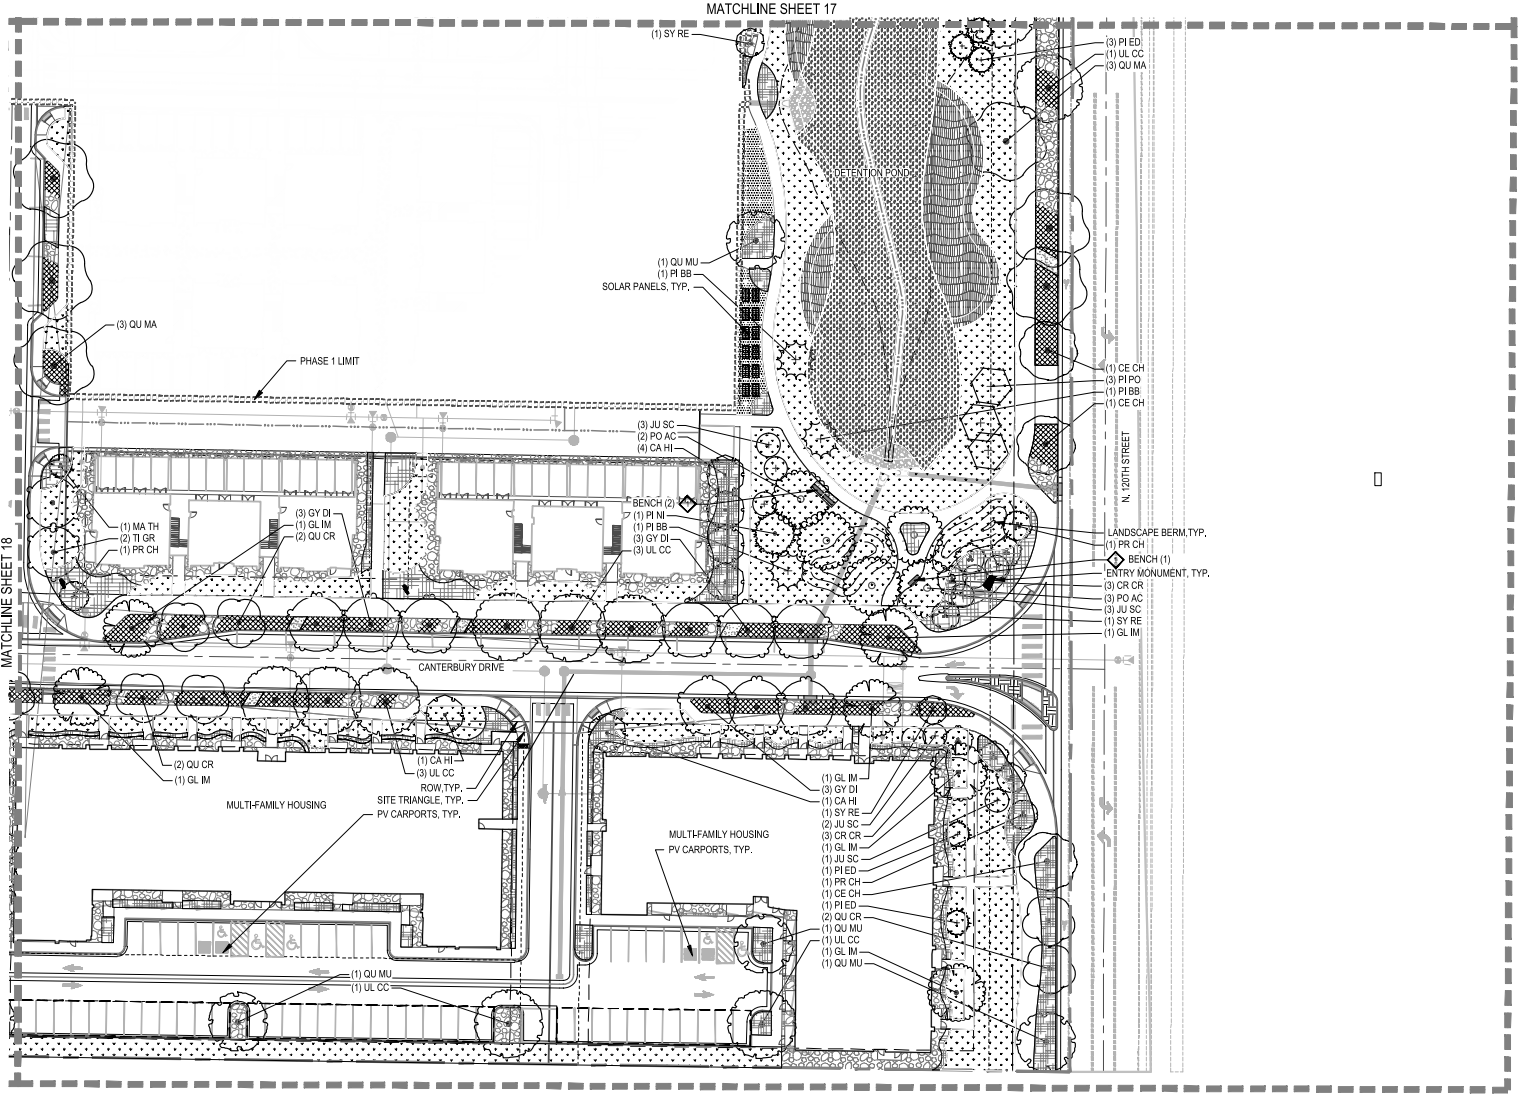 MATCHLINE SHEET 17
(1) SY RE
(3) PI ED
(1) UL CC
(3) QU MA
DETENTION POND
(1) QU MU
(1) PI BB
SOLAR PANELS, TYP.
(3) QU MA
PHASE 1 LIMIT
(1) CE CH
(3) PI PO
(1) PI BB
(1) CE CH
N. 120TH STREET
(3) JU SC
(2) PO AC
(4) CA HI
BENCH (2)
(1) PI NI
(1) PI BB
(3) GY DI
(3) UL CC
(3) GY DI
(1) GL IM
(2) QU CR
(1) MA TH
(2) TI GR
(1) PR CH
LANDSCAPE BERM,TYP.
(1) PR CH
BENCH (1)
ENTRY MONUMENT, TYP.
(3) CR CR
(3) PO AC
(3) JU SC
(1) SY RE
(1) GL IM
MATCHLINE SHEET 18
CANTERBURY DRIVE
(2) QU CR
(1) GL IM
(1) CA HI
(3) UL CC
ROW,TYP.
SITE TRIANGLE, TYP.
PV CARPORTS, TYP.
MULTI-FAMILY HOUSING
MULTI-FAMILY HOUSING
PV CARPORTS, TYP.
(1) GL IM
(3) GY DI
(1) CA HI
(1) SY RE
(2) JU SC
(3) CR CR
(1) GL IM
(1) JU SC
(1) PI ED
(1) PR CH
(1) CE CH
(1) PI ED
(2) QU CR
(1) QU MU
(1) UL CC
(1) GL IM
(1) QU MU
(1) QU MU
(1) UL CC